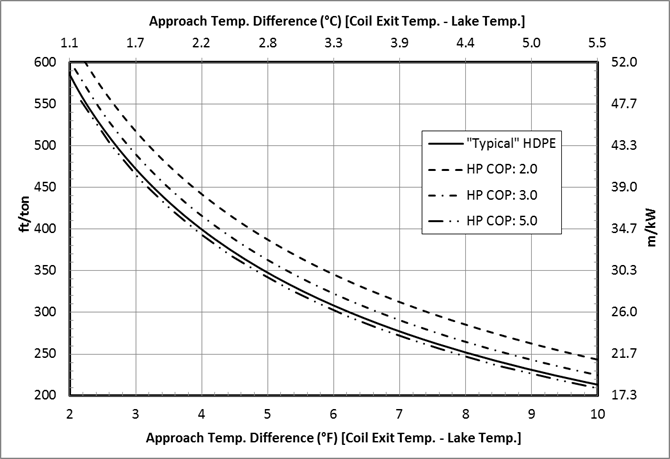 Approach Temp. Difference (°C) [Coil Exit Temp. - Lake Temp.]
1.1 1.7 2.2 2.8 3.3 3.9 4.4 5.0 5.5
600 52.0
550 47.7
500 43.3
450 39.0
400 34.7
350 30.3
300 26.0
250 21.7
200 17.3
ft/ton
m/kW
"Typical" HDPE
HP COP: 2.0
HP COP: 3.0
HP COP: 5.0
2 3 4 5 6 7 8 9 10
Approach Temp. Difference (°F) [Coil Exit Temp. - Lake Temp.]